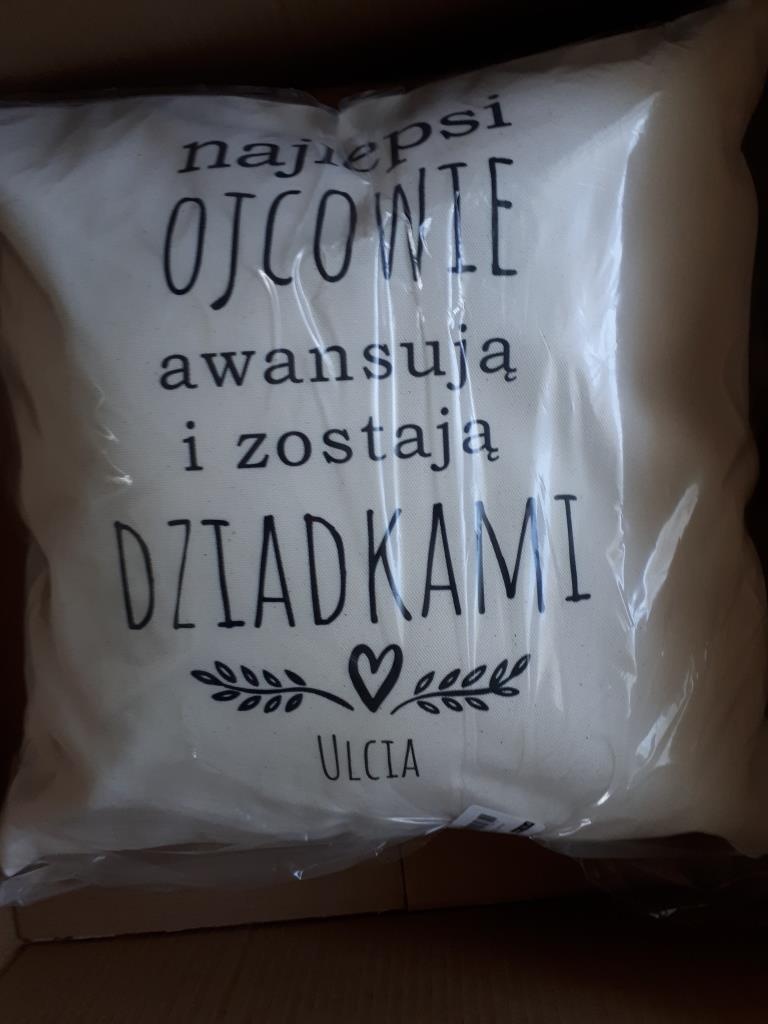 najlepsi
OJCOWIE
awansują
i zostają
DZIADKAMI
ULCIA